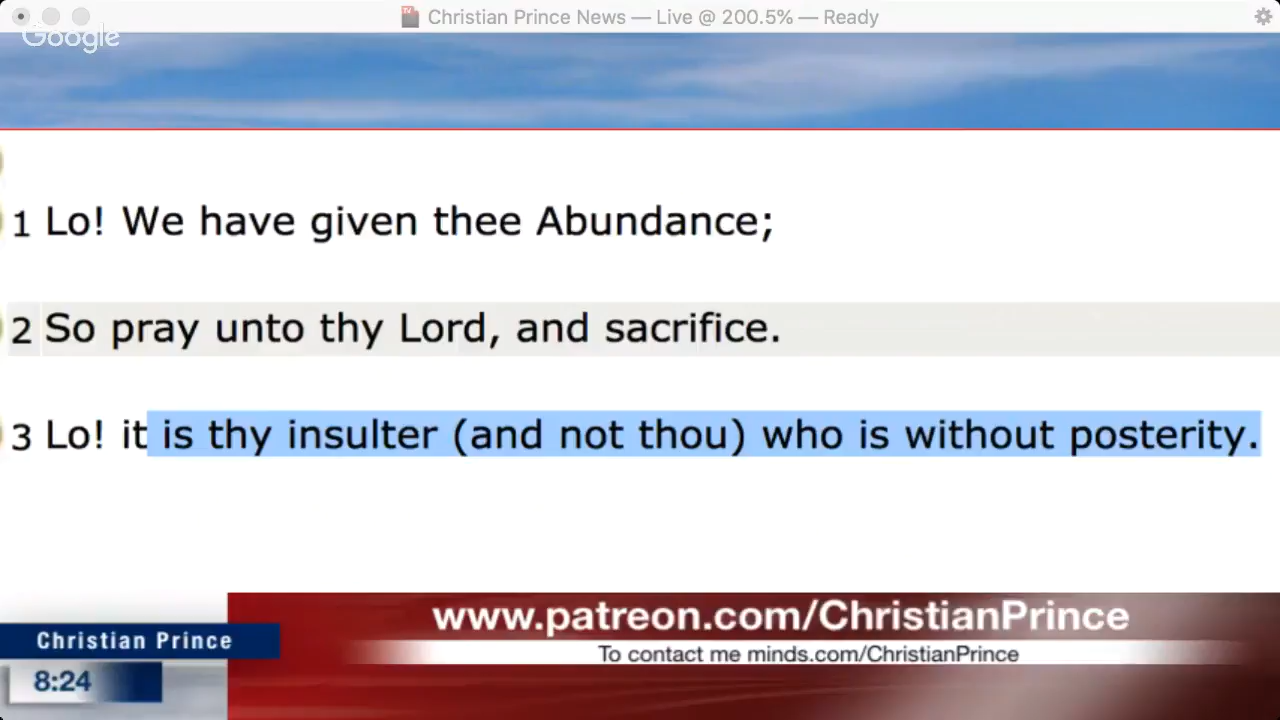 Christian Prince News — Live @ 200.5% — Ready
Google
1 Lo! We have given thee Abundance;
2 So pray unto thy Lord, and sacrifice.
3 Lo! it is thy insulter (and not thou) who is without posterity.
www.patreon.com/ChristianPrince
Christian Prince
To contact me minds.com/ChristianPrince
8:24